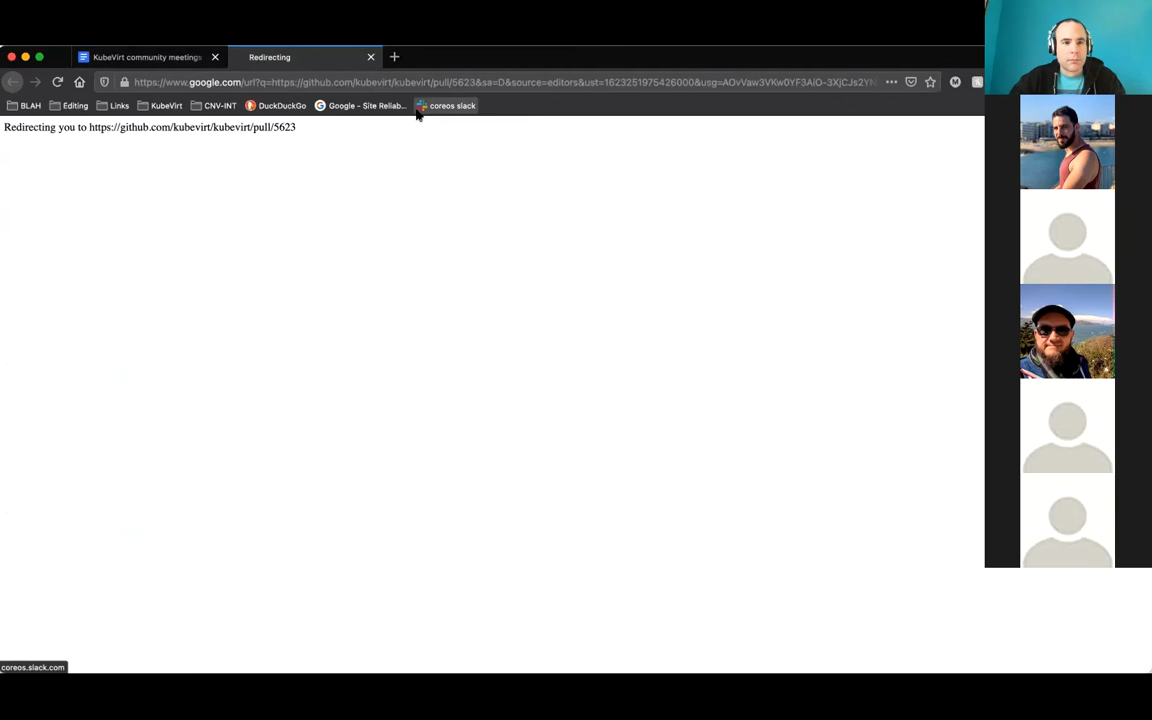 KubeVirt community meetings
Redirecting
https://www.google.com/url?q=https://github.com/kubevirt/kubevirt/pull/5623&sa=D&source=editors&ust=1623251975426000&usg=
BLAH
Editing
Links
KubeVirt
CNV-INT
DuckDuckGo
Google - Site Reliab...
coreos slack
Redirecting you to https://github.com/kubevirt/kubevirt/pull/5623
coreos.slack.com